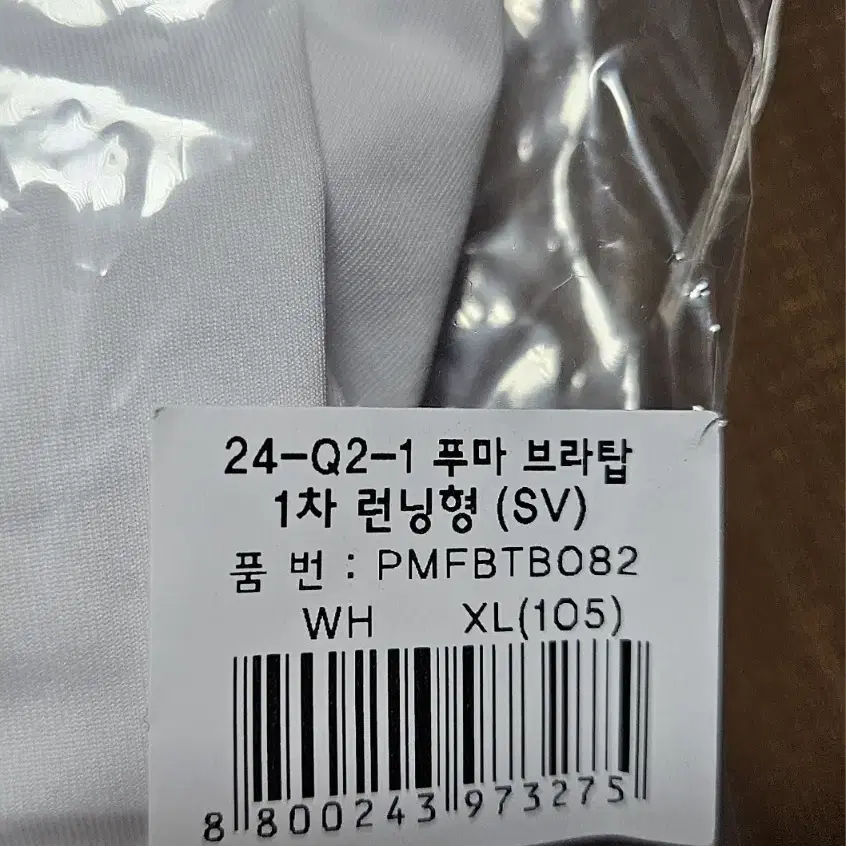 24-Q2-1 푸마 브라탑
1차 런닝형 (SV)
품 번 : PMFBTB082
WH XL(105)
8 800243 973275